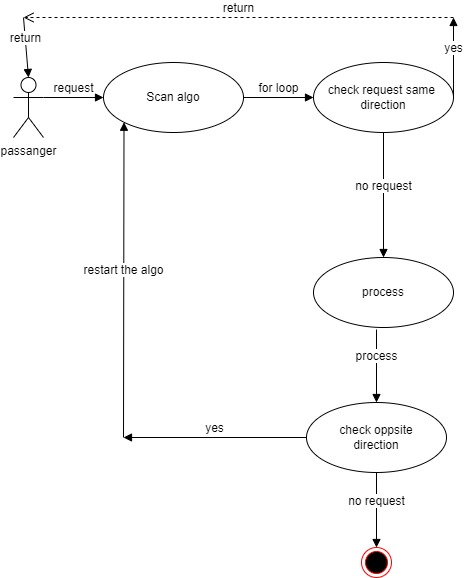 return
return
yes
request
Scan algo
for loop
check request same
direction
passanger
no request
restart the algo
process
process
yes
check oppsite
direction
no request